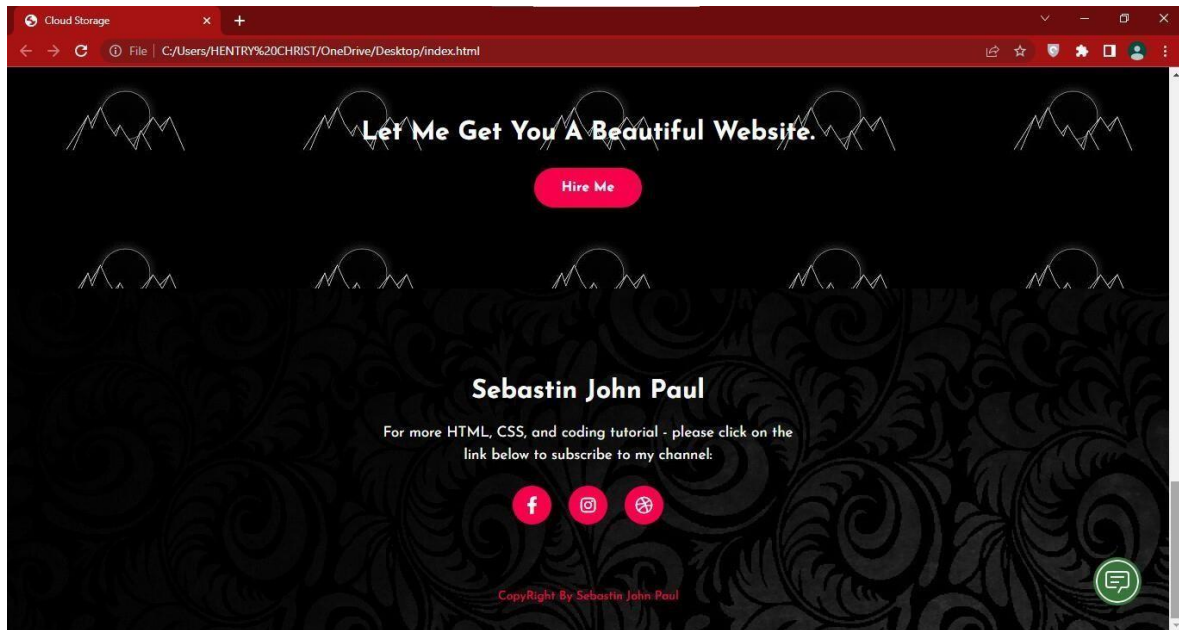 Cloud Storage
File | C:/Users/HENTRY%20CHRIST/OneDrive/Desktop/index.html
Let Me Get You A Beautiful Website.
Hire Me
Sebastin John Paul
For more HTML, CSS, and coding tutorial - please click on the
link below to subscribe to my channel:
CopyRight By Sebastin John Paul